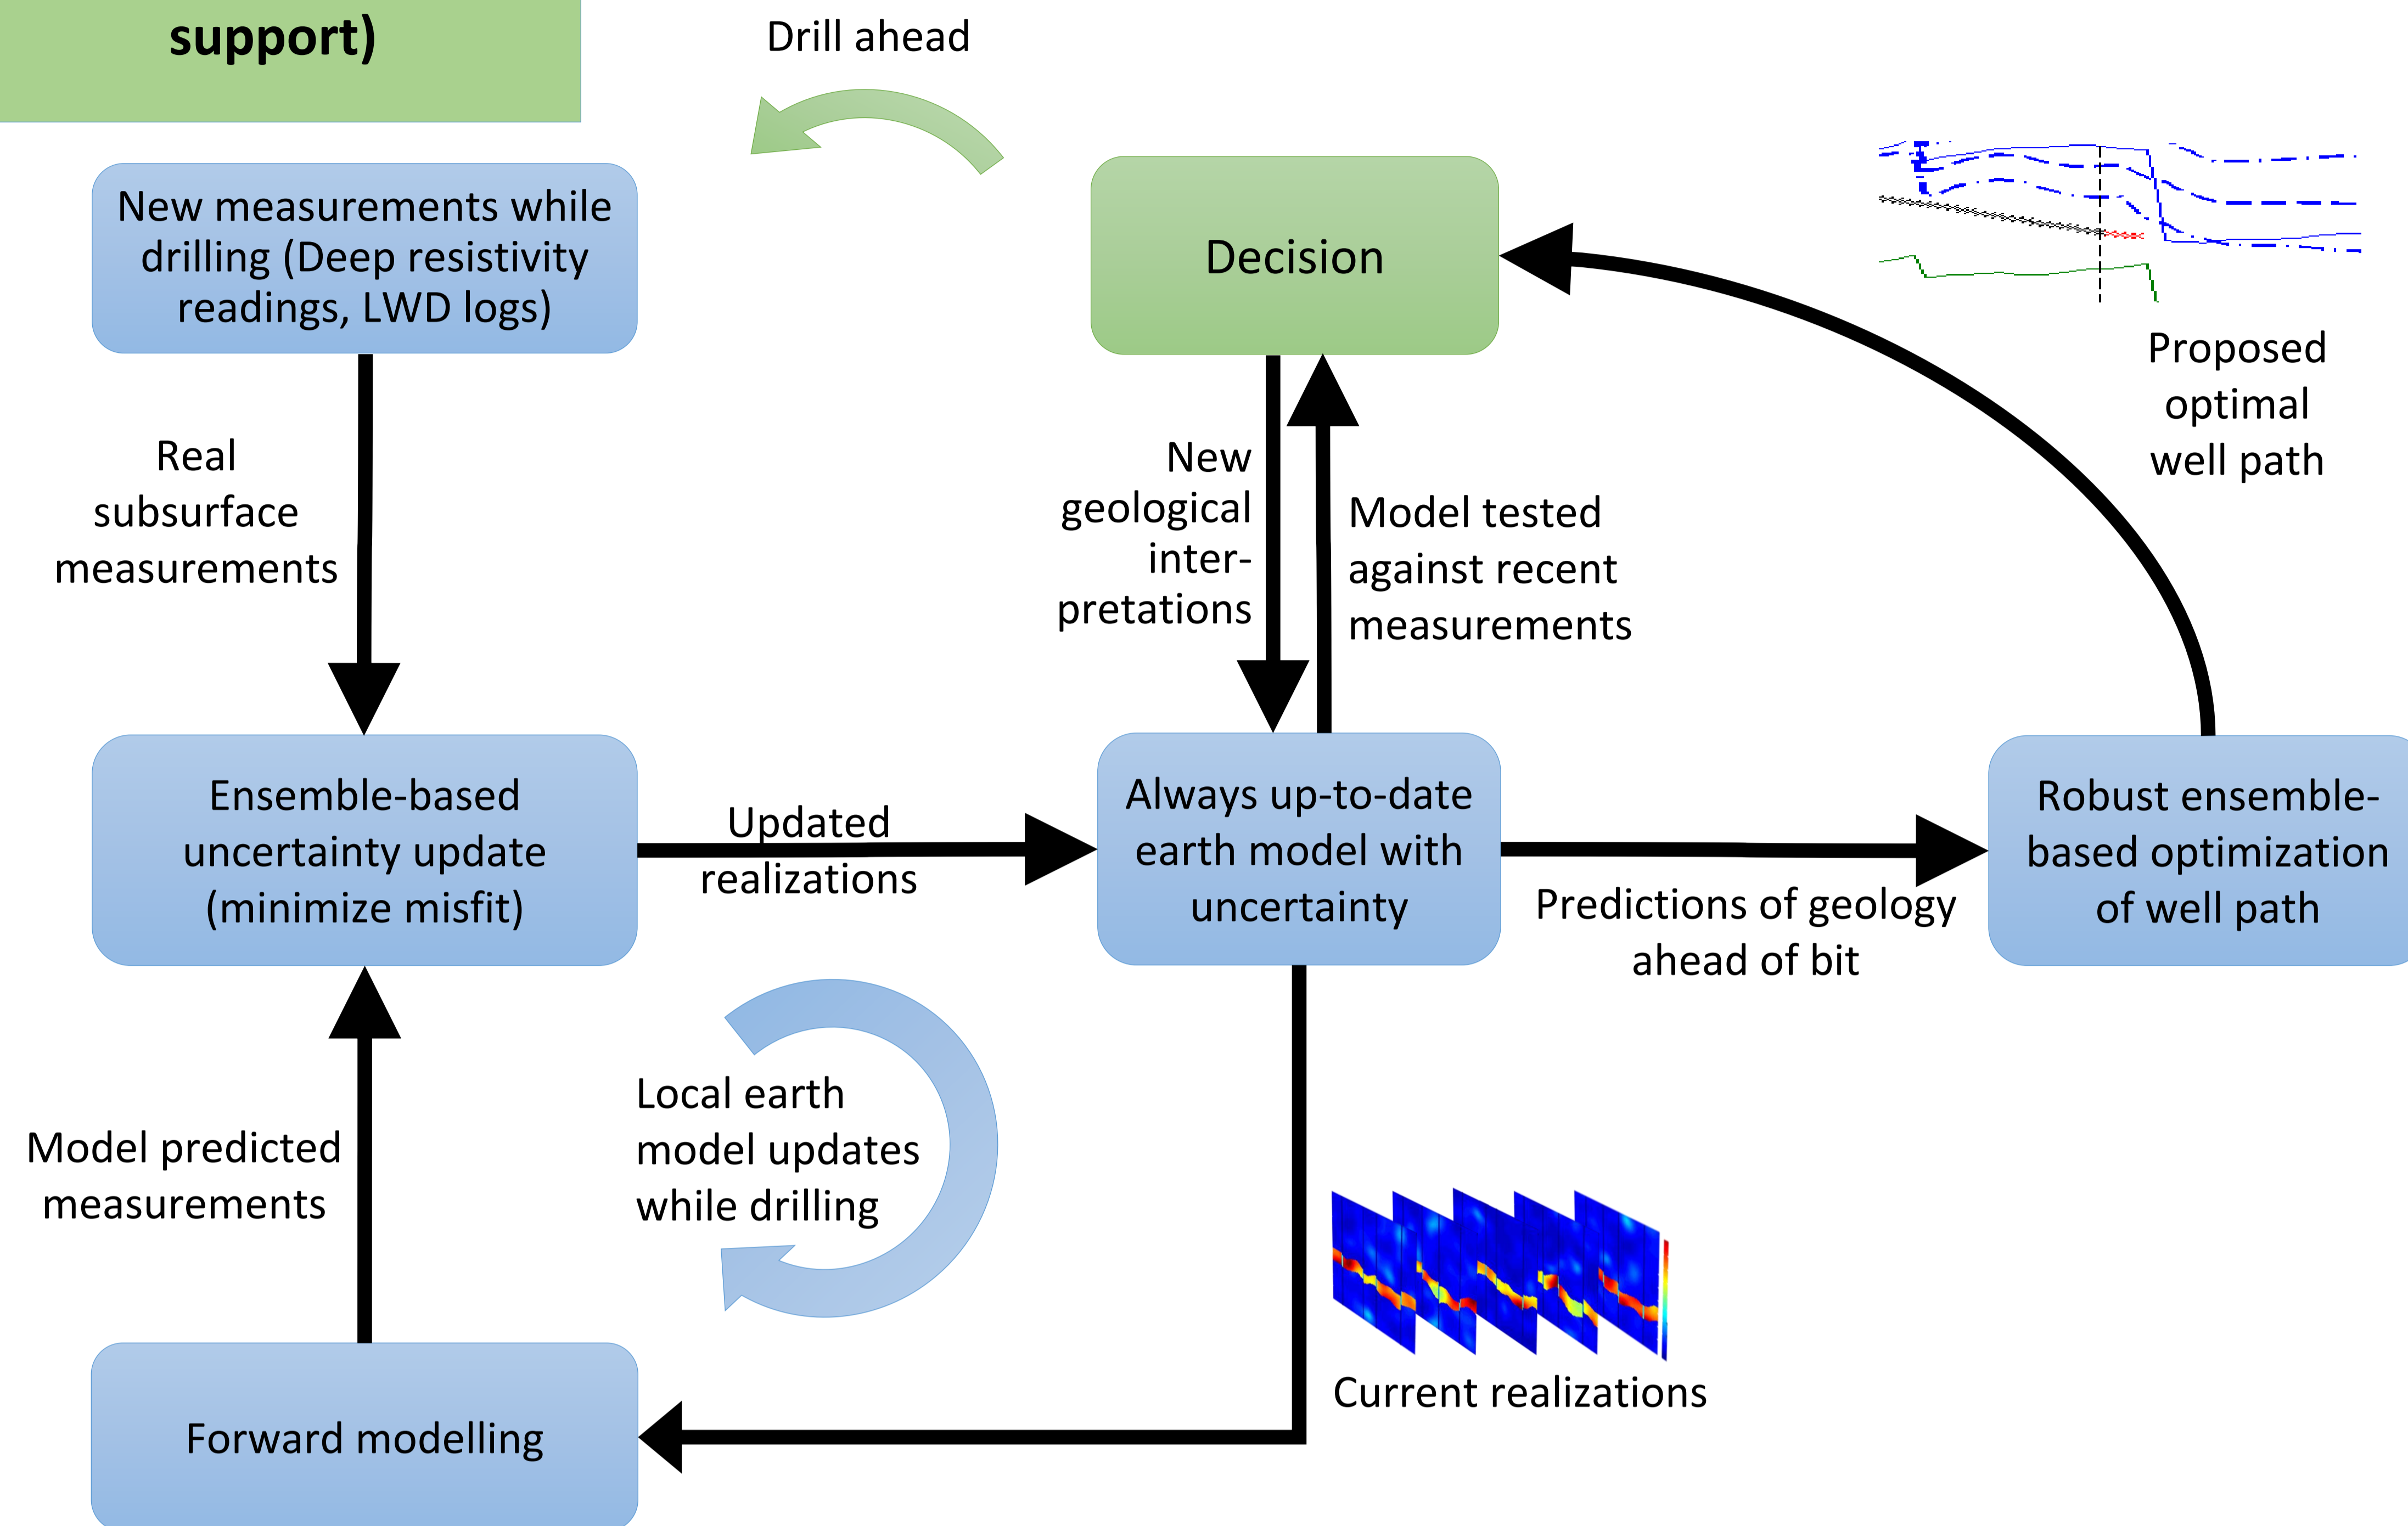 support)
Drill ahead
New measurements while
drilling (Deep resistivity
readings, LWD logs)
Decision
Proposed
optimal
well path
Real
subsurface
measurements
New
geological
inter-
pretations
Model tested
against recent
measurements
Ensemble-based
uncertainty update
(minimize misfit)
Updated
realizations
Always up-to-date
earth model with
uncertainty
Predictions of geology
ahead of bit
Robust ensemble-
based optimization
of well path
Model predicted
measurements
Local earth
model updates
while drilling
Current realizations
Forward modelling